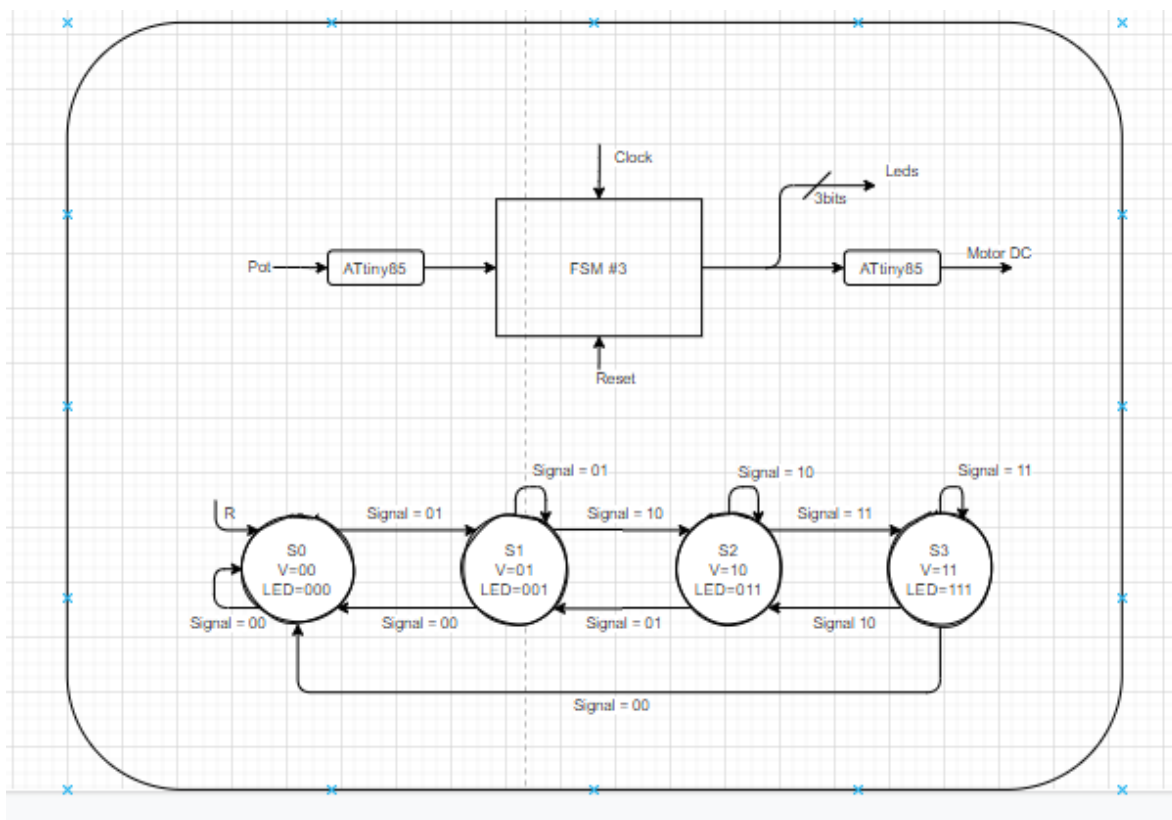 Clock
Leds
3bits
Pot
ATtiny85
FSM #3
ATtiny85
Motor DC
Reset
Signal = 01
Signal = 10
Signal = 11
R
Signal = 01
Signal = 10
Signal = 11
S0
V=00
LED=000
S1
V=01
LED=001
S2
V=10
LED=011
S3
V=11
LED=111
Signal = 00
Signal = 00
Signal = 01
Signal 10
Signal = 00